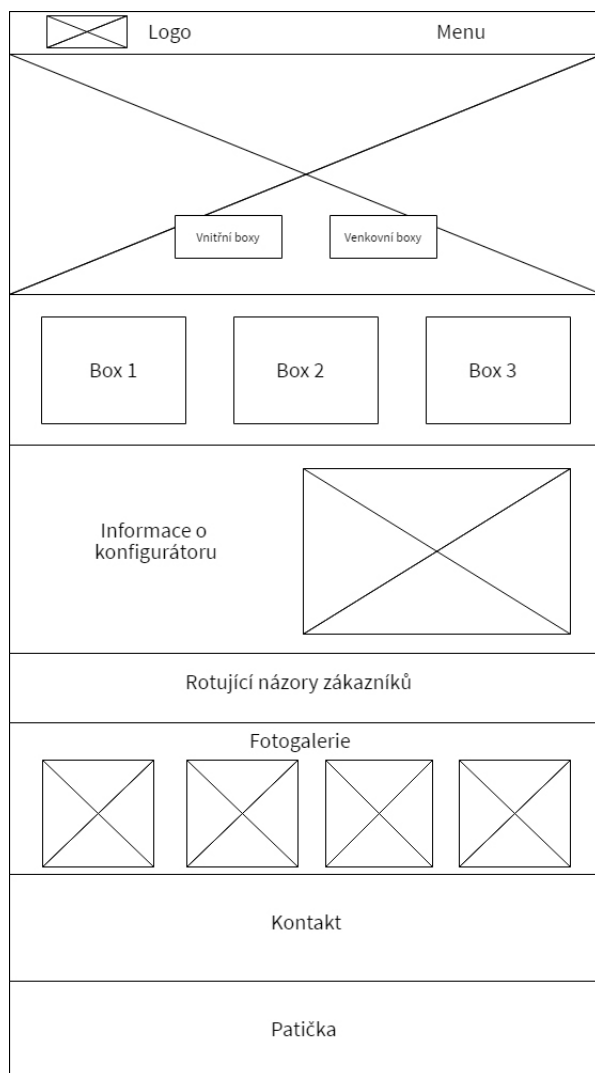 Logo
Menu
Vnitřní boxy
Venkovní boxy
Box 1
Box 2
Box 3
Informace o
konfigurátoru
Rotující názory zákazníků
Fotogalerie
Kontakt
Patička